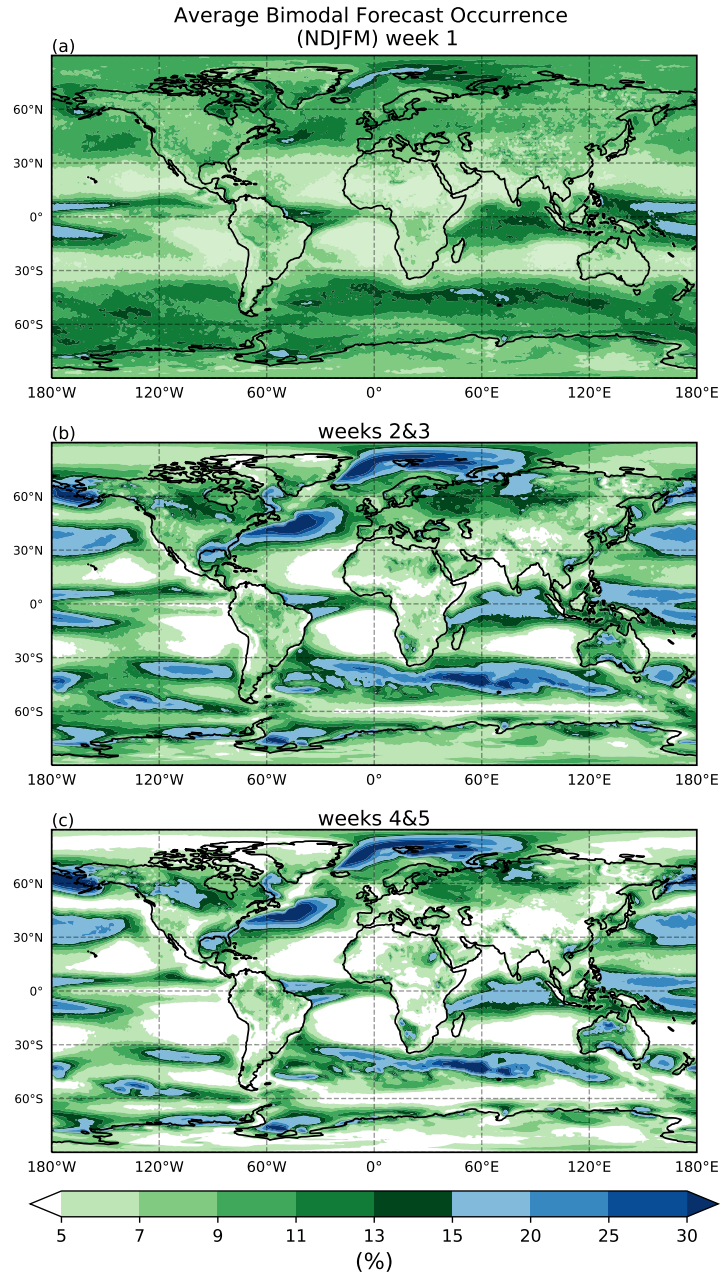 Average Bimodal Forecast Occurrence
(NDJFM) week 1
(a)
60°N
30°N
0°
30°S
60°S
180°W 120°W 60°W 0° 60°E 120°E 180°E
(b) weeks 2&3
60°N
30°N
0°
30°S
60°S
180°W 120°W 60°W 0° 60°E 120°E 180°E
(c) weeks 4&5
60°N
30°N
0°
30°S
60°S
180°W 120°W 60°W 0° 60°E 120°E 180°E
5 7 9 11 13 15 20 25 30
(%)